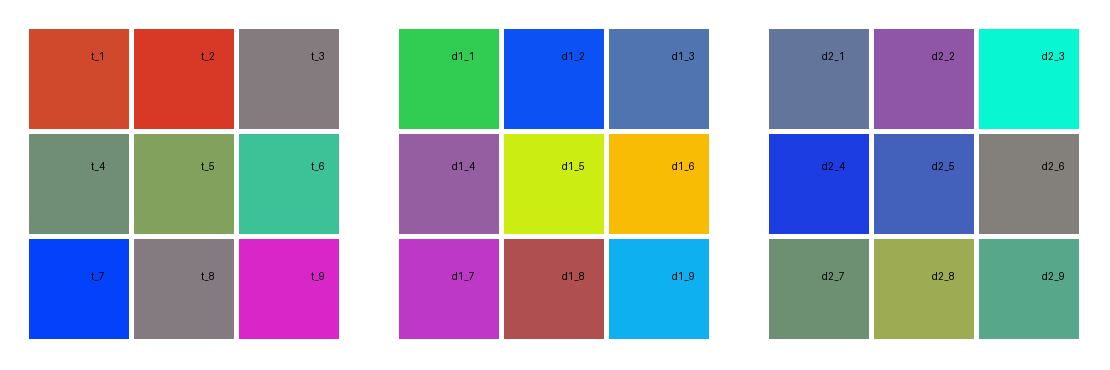 t_1 t_2 t_3 d1_1 d1_2 d1_3 d2_1 d2_2 d2_3
t_4 t_5 t_6 d1_4 d1_5 d1_6 d2_4 d2_5 d2_6
t_7 t_8 t_9 d1_7 d1_8 d1_9 d2_7 d2_8 d2_9